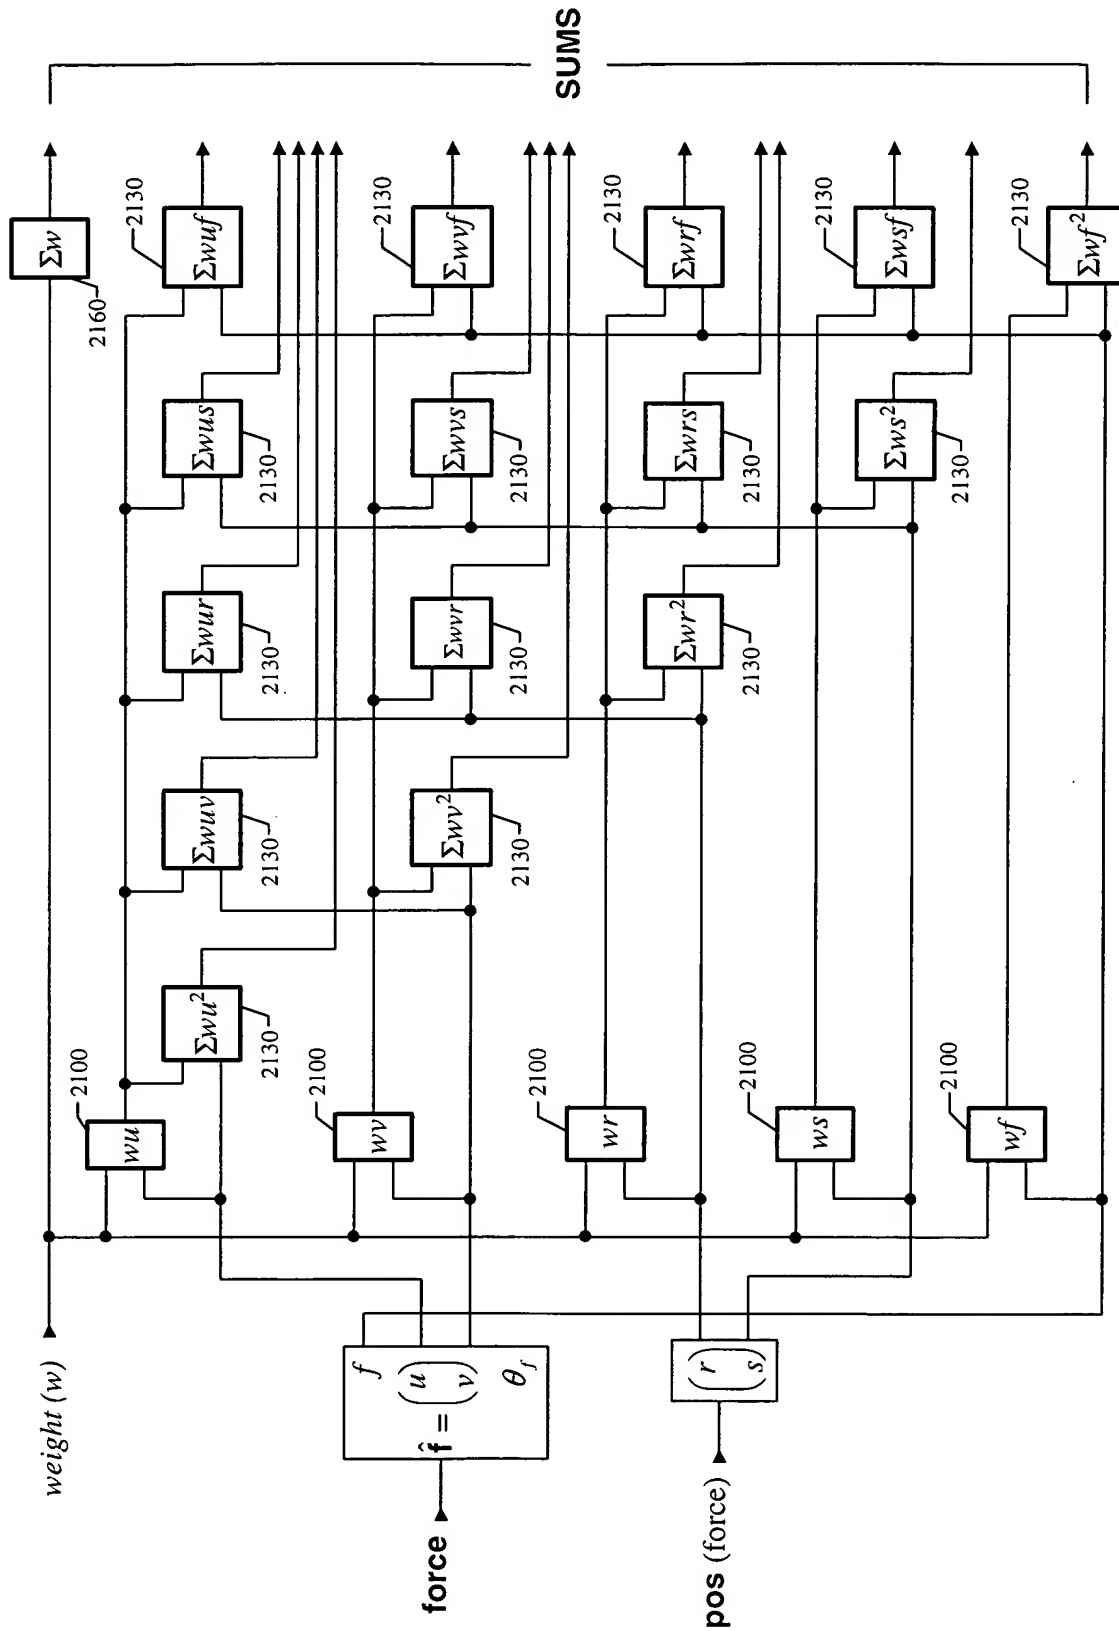 weight (w)
force
f̂ =
f
(u
v)
θ_f
pos (force)
(r
s)
Σw
2160
wu
2100
Σwu²
2130
Σwuv
2130
Σwur
2130
Σwus
2130
Σwuf
2130
wv
2100
Σwv²
2130
Σwvr
2130
Σwvs
2130
Σwvf
2130
wr
2100
Σwr²
2130
Σwrs
2130
Σwrf
2130
ws
2100
Σws²
2130
Σwsf
2130
wf
2100
Σwf²
2130
SUMS